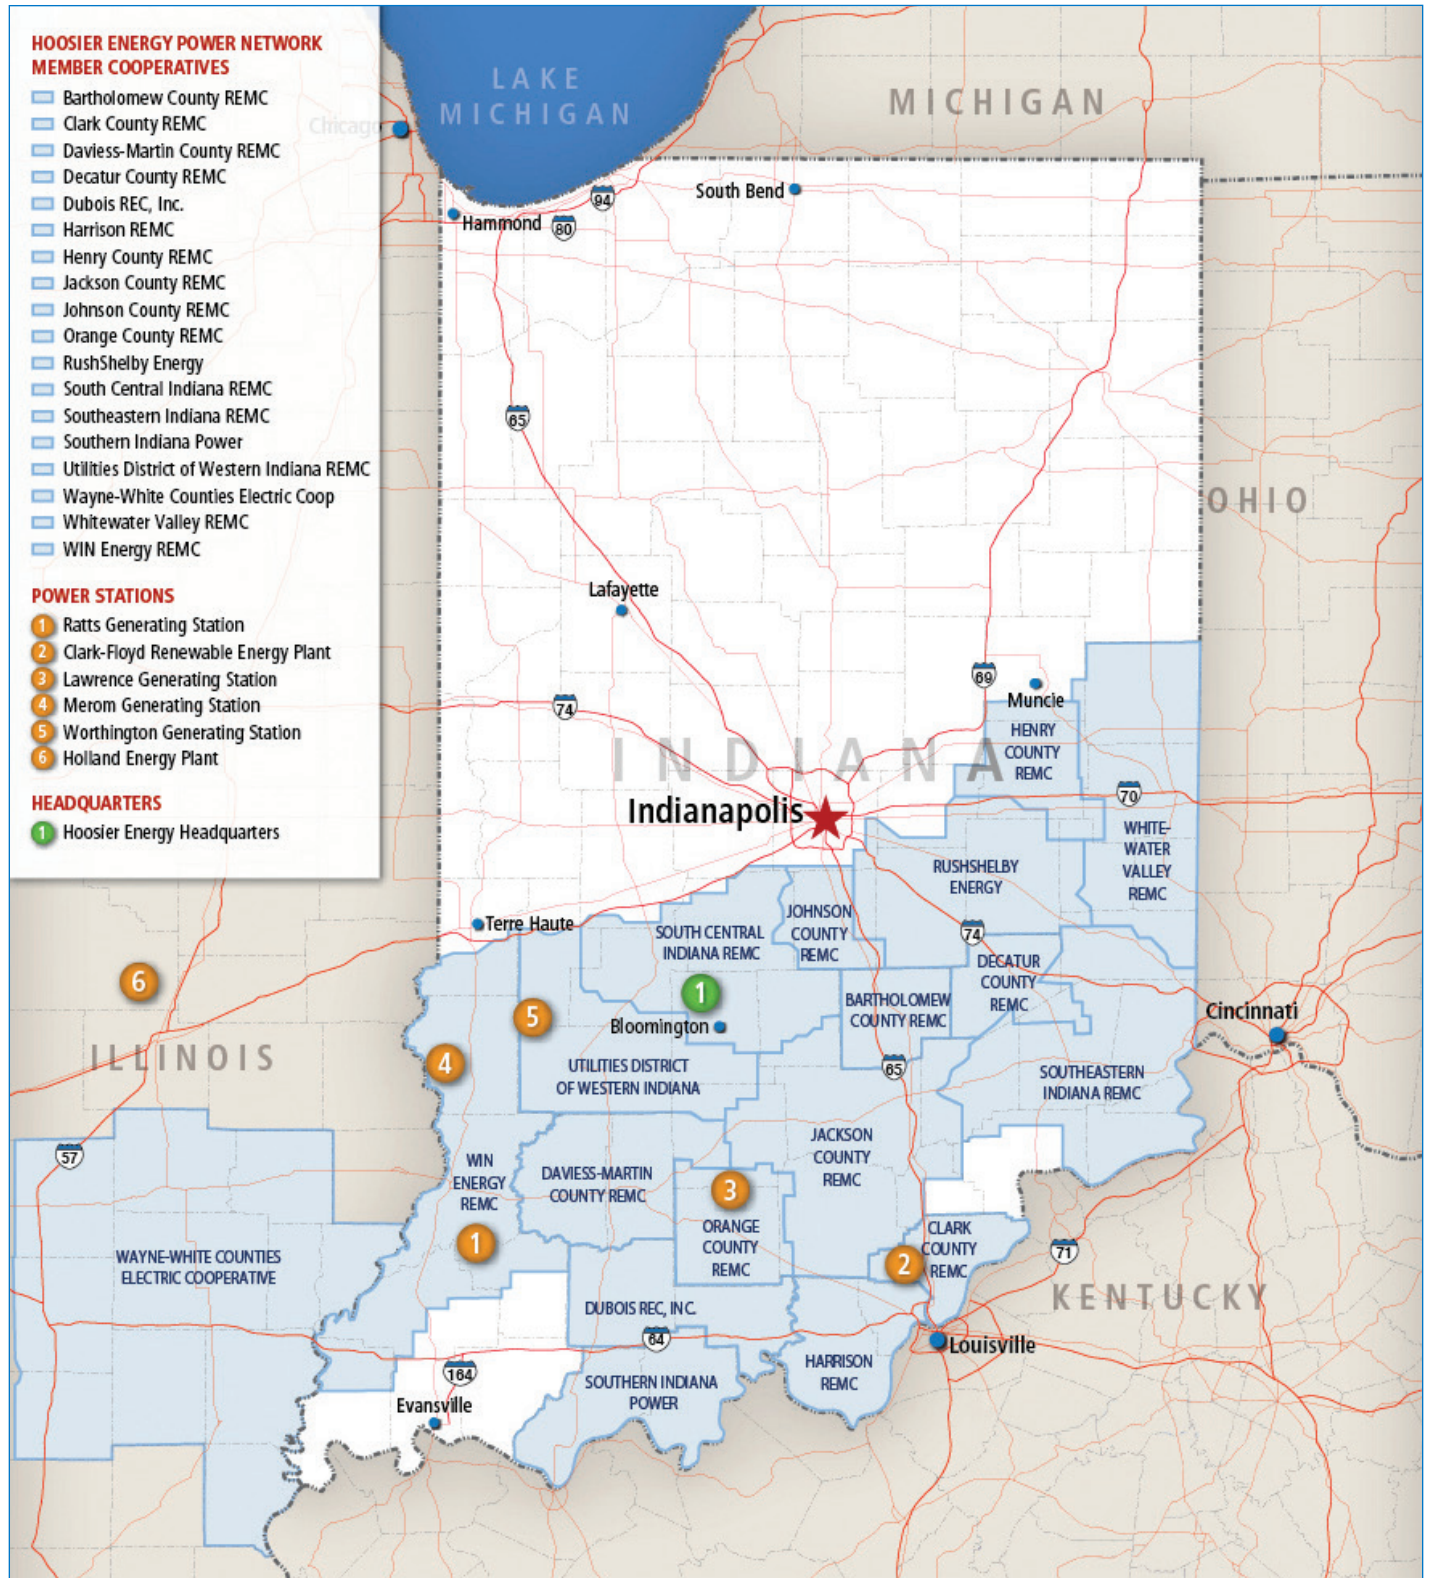 HOOSIER ENERGY POWER NETWORK
MEMBER COOPERATIVES
Bartholomew County REMC
Clark County REMC
Daviess-Martin County REMC
Decatur County REMC
Dubois REC, Inc.
Harrison REMC
Henry County REMC
Jackson County REMC
Johnson County REMC
Orange County REMC
RushShelby Energy
South Central Indiana REMC
Southeastern Indiana REMC
Southern Indiana Power
Utilities District of Western Indiana REMC
Wayne-White Counties Electric Coop
Whitewater Valley REMC
WIN Energy REMC
POWER STATIONS
1 Ratts Generating Station
2 Clark-Floyd Renewable Energy Plant
3 Lawrence Generating Station
4 Merom Generating Station
5 Worthington Generating Station
6 Holland Energy Plant
HEADQUARTERS
1 Hoosier Energy Headquarters
LAKE
MICHIGAN
MICHIGAN
Chicago
South Bend
94
Hammond
80
65
OHIO
Lafayette
69
Muncie
74
HENRY
COUNTY
REMC
INDIANA
70
Indianapolis
WHITE-
WATER
VALLEY
REMC
RUSHSHELBY
ENERGY
JOHNSON
COUNTY
REMC
Terre Haute
SOUTH CENTRAL
INDIANA REMC
74
DECATUR
COUNTY
REMC
6
1
BARTHOLOMEW
COUNTY REMC
5
Bloomington
Cincinnati
ILLINOIS
4
UTILITIES DISTRICT
OF WESTERN INDIANA
65
SOUTHEASTERN
INDIANA REMC
57
JACKSON
COUNTY
REMC
WIN
ENERGY
REMC
DAVIESS-MARTIN
COUNTY REMC
3
ORANGE
COUNTY
REMC
1
CLARK
COUNTY
REMC
2
71
WAYNE-WHITE COUNTIES
ELECTRIC COOPERATIVE
KENTUCKY
DUBOIS REC, INC.
64
Louisville
HARRISON
REMC
164
SOUTHERN INDIANA
POWER
Evansville